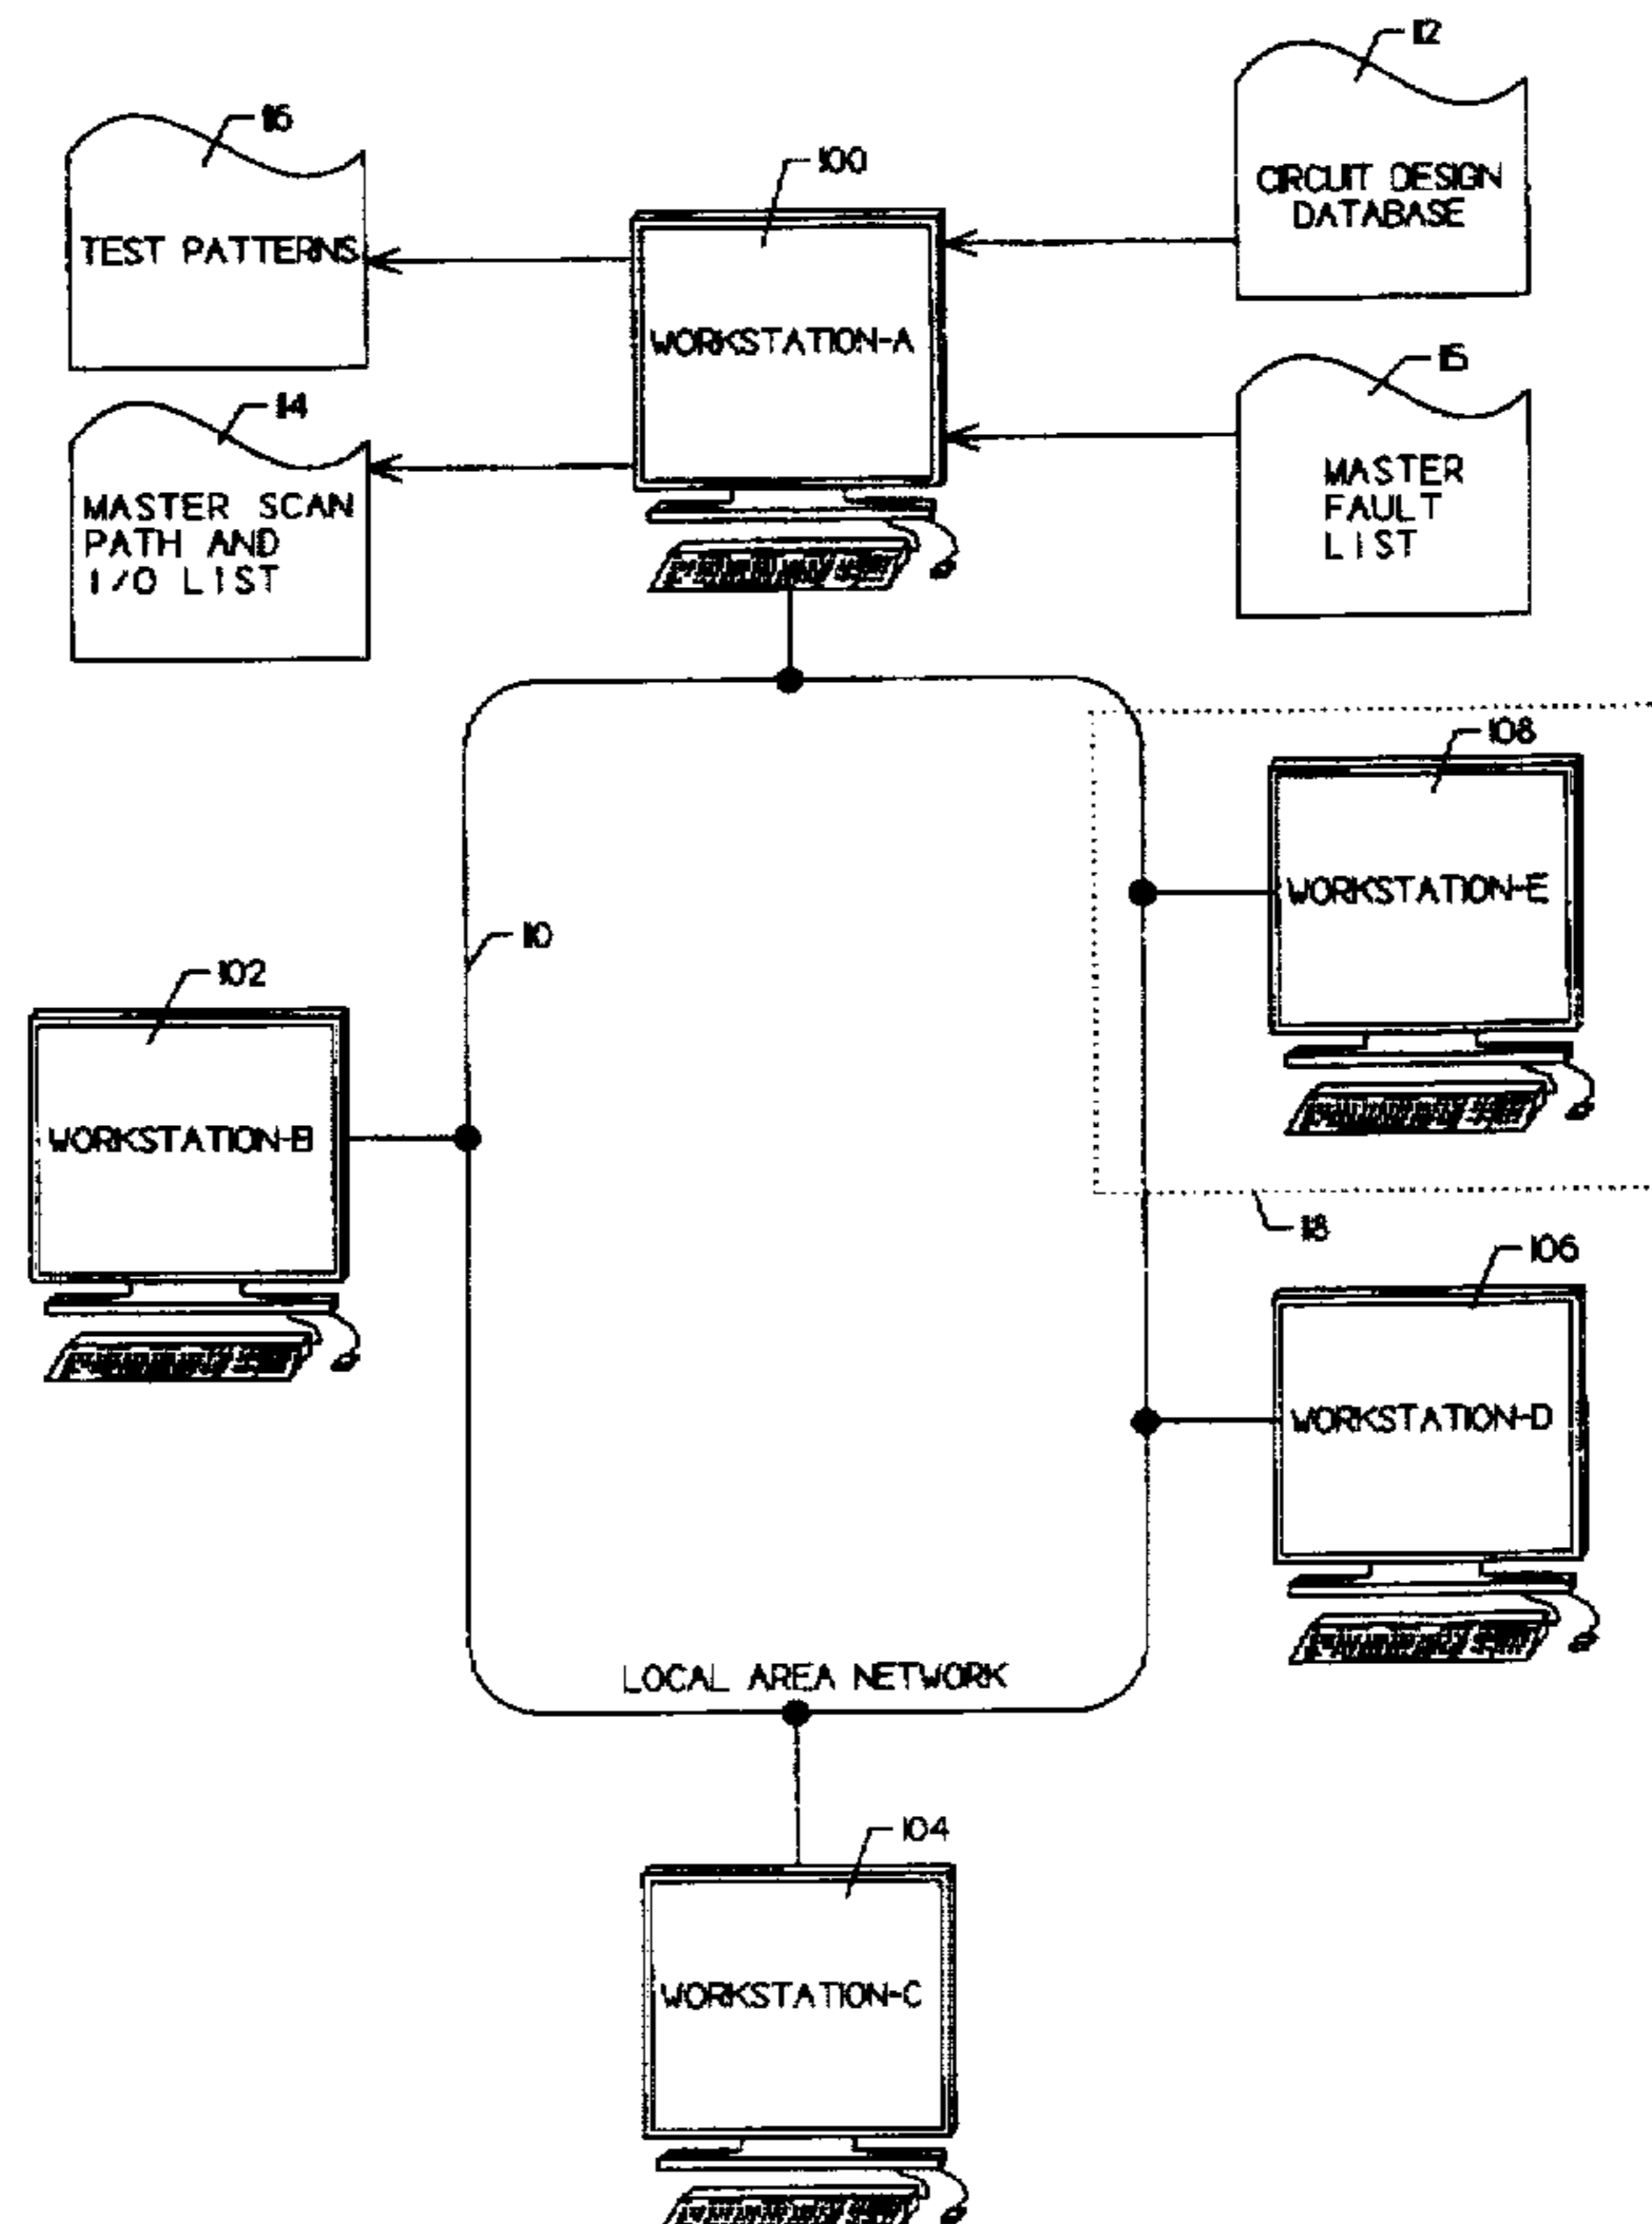 112
116
100
CIRCUIT DESIGN
DATABASE
TEST PATTERNS
WORKSTATION-A
115
114
MASTER
FAULT
LIST
MASTER SCAN
PATH AND
I/O LIST
108
WORKSTATION-E
110
102
WORKSTATION-B
118
106
WORKSTATION-D
LOCAL AREA NETWORK
104
WORKSTATION-C